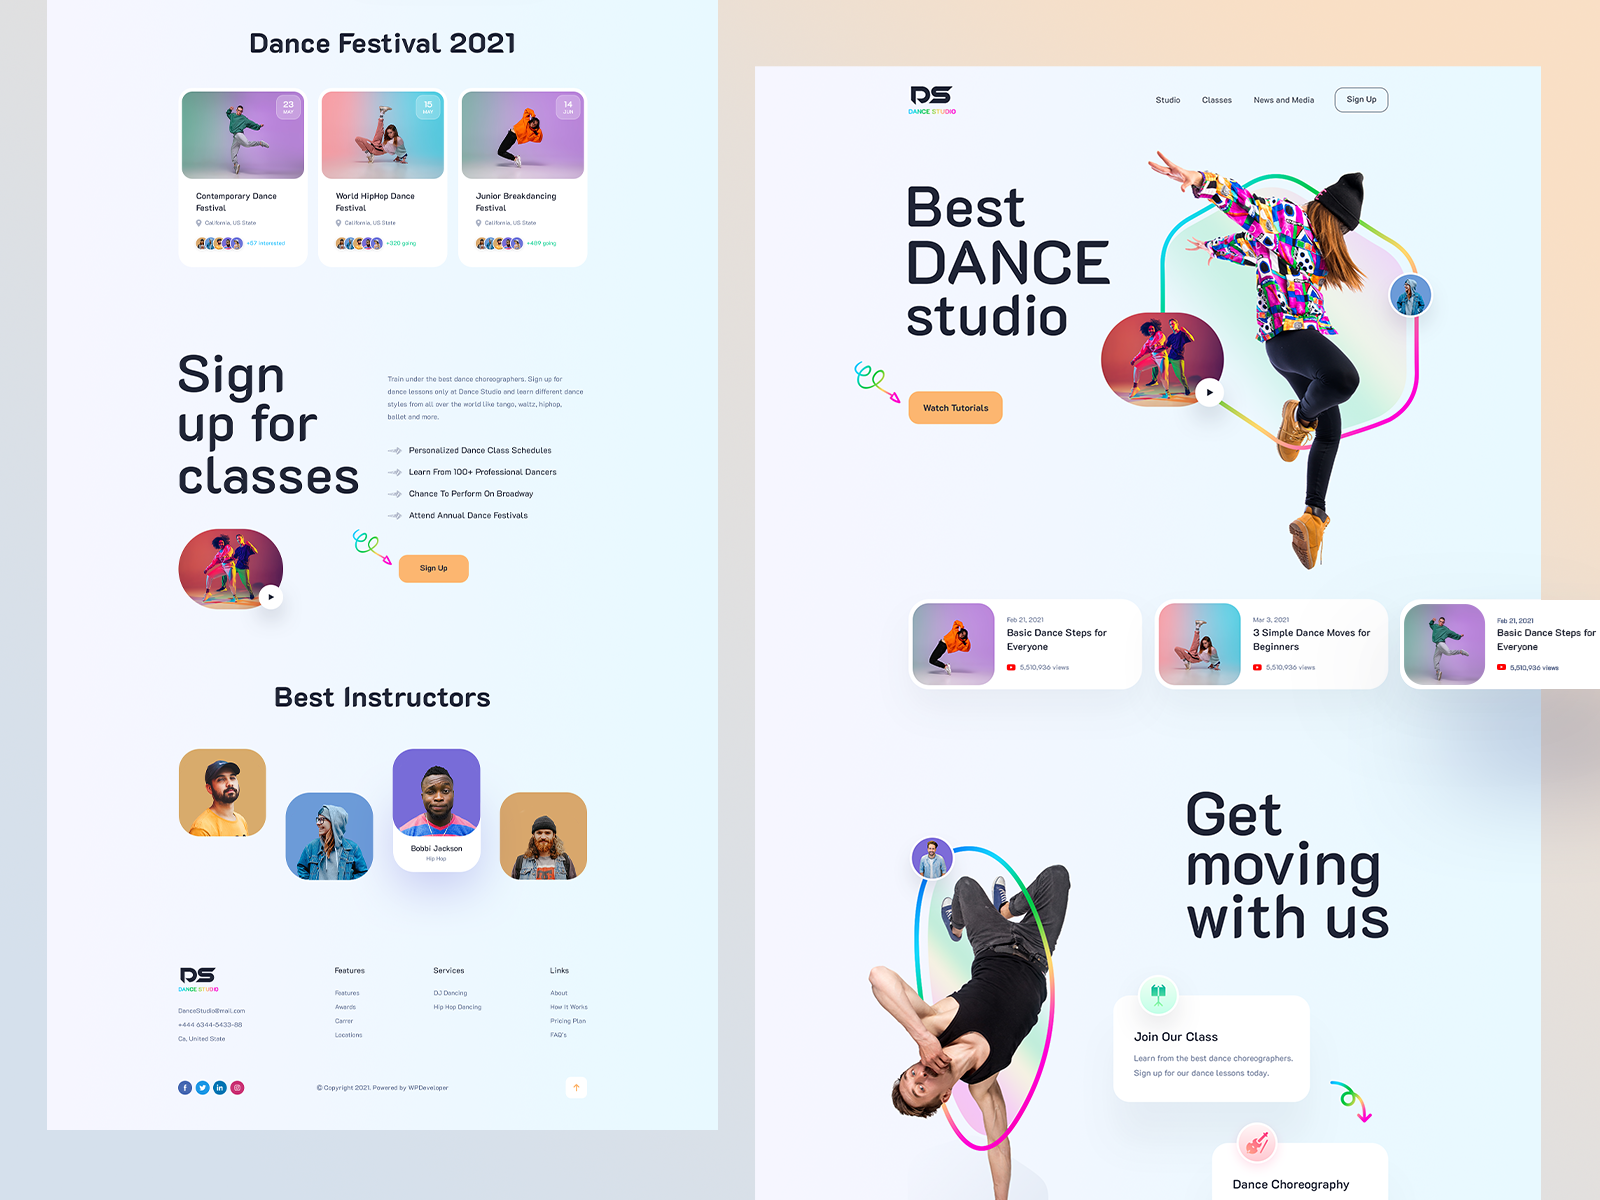 Dance Festival 2021
23
MAY
Contemporary Dance
Festival
California, US State
+57 interested
15
MAY
World HipHop Dance
Festival
California, US State
+320 going
14
JUN
Junior Breakdancing
Festival
California, US State
+499 going
Sign
up for
classes
Train under the best dance choreographers. Sign up for
dance lessons only at Dance Studio and learn different dance
styles from all over the world like tango, waltz, hiphop,
ballet and more.
Personalized Dance Class Schedules
Learn From 100+ Professional Dancers
Chance To Perform On Broadway
Attend Annual Dance Festivals
Sign Up
Best Instructors
Bobbi Jackson
Hip Hop
DS
DANCE STUDIO
DanceStudio@mail.com
+444 6344-5433-88
Ca, United State
Features
Features
Awards
Carrer
Locations
Services
DJ Dancing
Hip Hop Dancing
Links
About
How It Works
Pricing Plan
FAQ's
© Copyright 2021. Powered by WPDeveloper
DS
DANCE STUDIO
Studio
Classes
News and Media
Sign Up
Best
DANCE
studio
Watch Tutorials
Feb 21, 2021
Basic Dance Steps for
Everyone
5,510,936 views
Mar 3, 2021
3 Simple Dance Moves for
Beginners
5,510,936 views
Feb 21, 2021
Basic Dance Steps for
Everyone
5,510,936 views
Get
moving
with us
Join Our Class
Learn from the best dance choreographers.
Sign up for our dance lessons today.
Dance Choreography